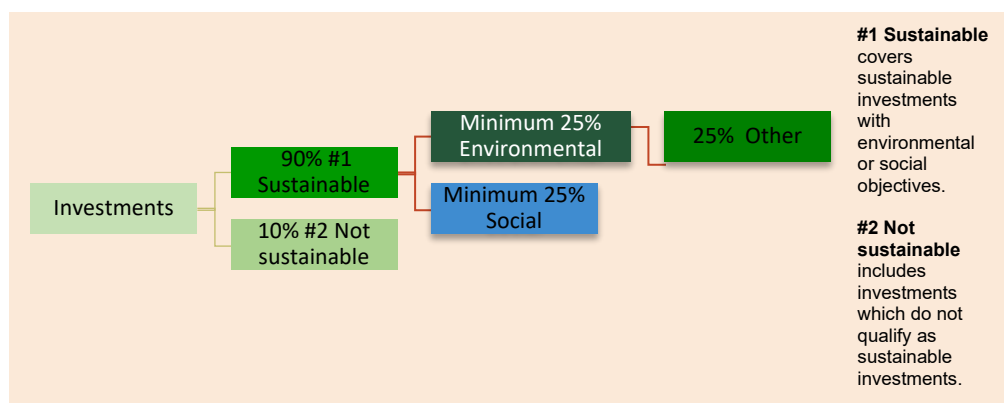 Investments
90% #1
Sustainable
10% #2 Not
sustainable
Minimum 25%
Environmental
Minimum 25%
Social
25%  Other
#1 Sustainable
covers
sustainable
investments
with
environmental
or social
objectives.
#2 Not
sustainable
includes
investments
which do not
qualify as
sustainable
investments.